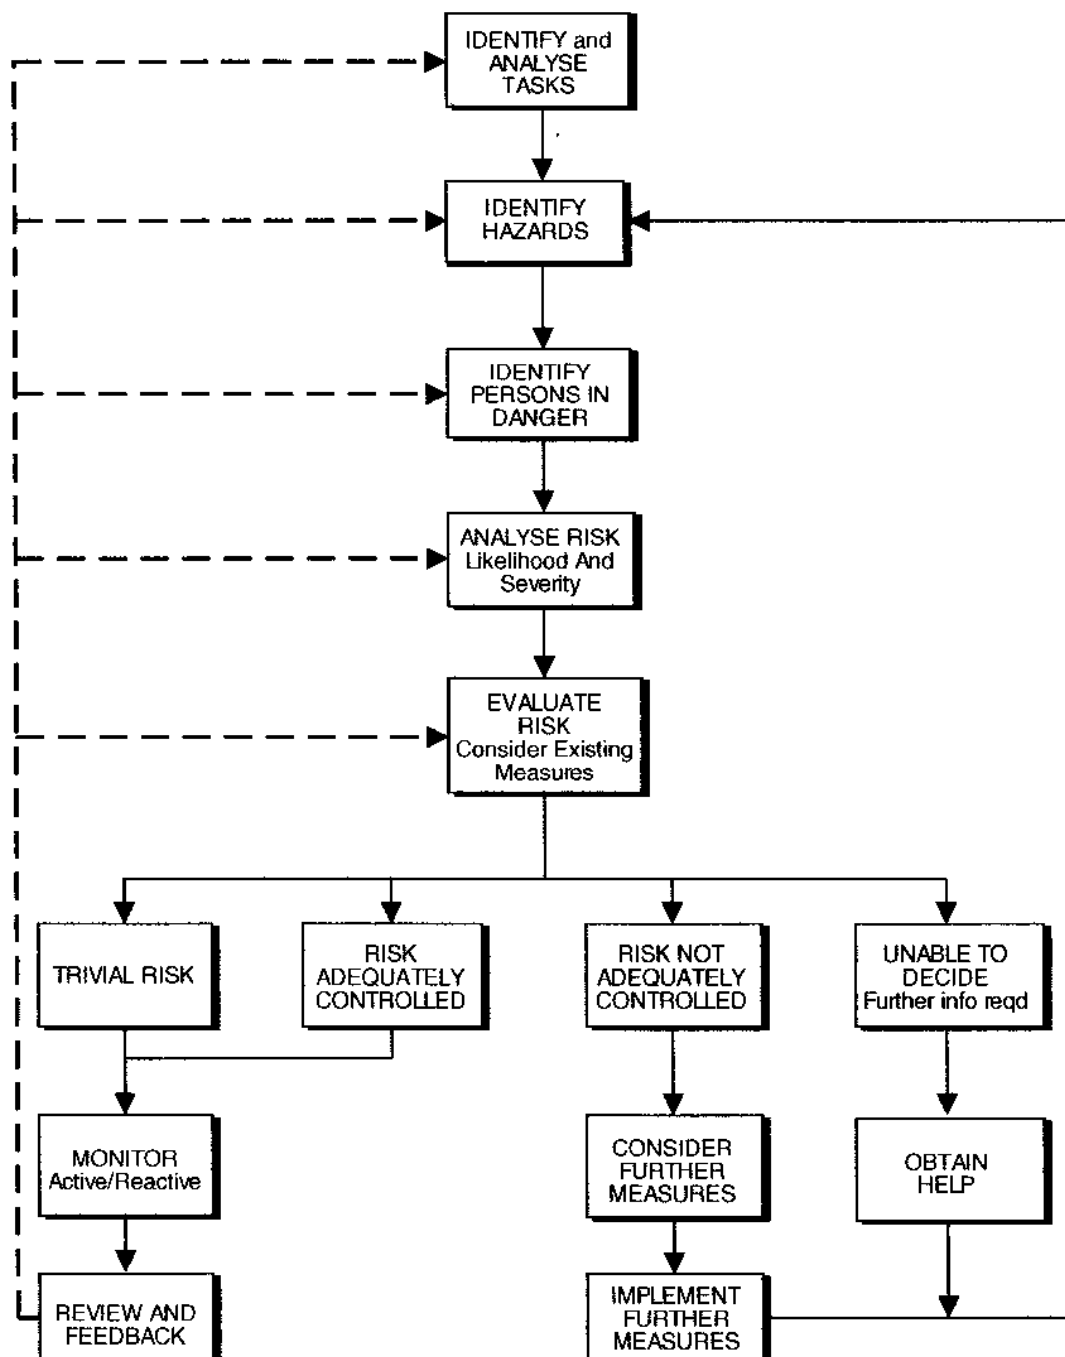 IDENTIFY and
ANALYSE
TASKS
IDENTIFY
HAZARDS
IDENTIFY
PERSONS IN
DANGER
ANALYSE RISK
Likelihood And
Severity
EVALUATE
RISK
Consider Existing
Measures
TRIVIAL RISK
RISK
ADEQUATELY
CONTROLLED
RISK NOT
ADEQUATELY
CONTROLLED
UNABLE TO
DECIDE
Further info reqd
MONITOR
Active/Reactive
CONSIDER
FURTHER
MEASURES
OBTAIN
HELP
REVIEW AND
FEEDBACK
IMPLEMENT
FURTHER
MEASURES